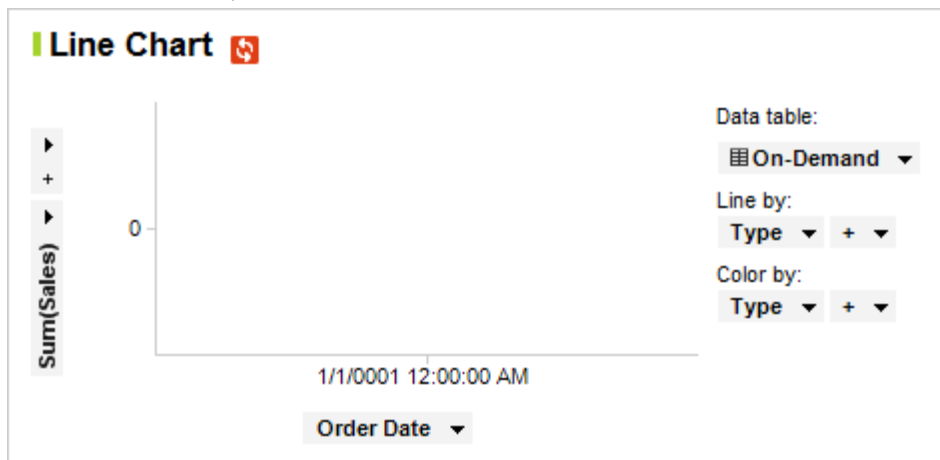 Line Chart
Data table:
On-Demand
Line by:
Type +
Color by:
Type +
+
Sum(Sales)
0
1/1/0001 12:00:00 AM
Order Date